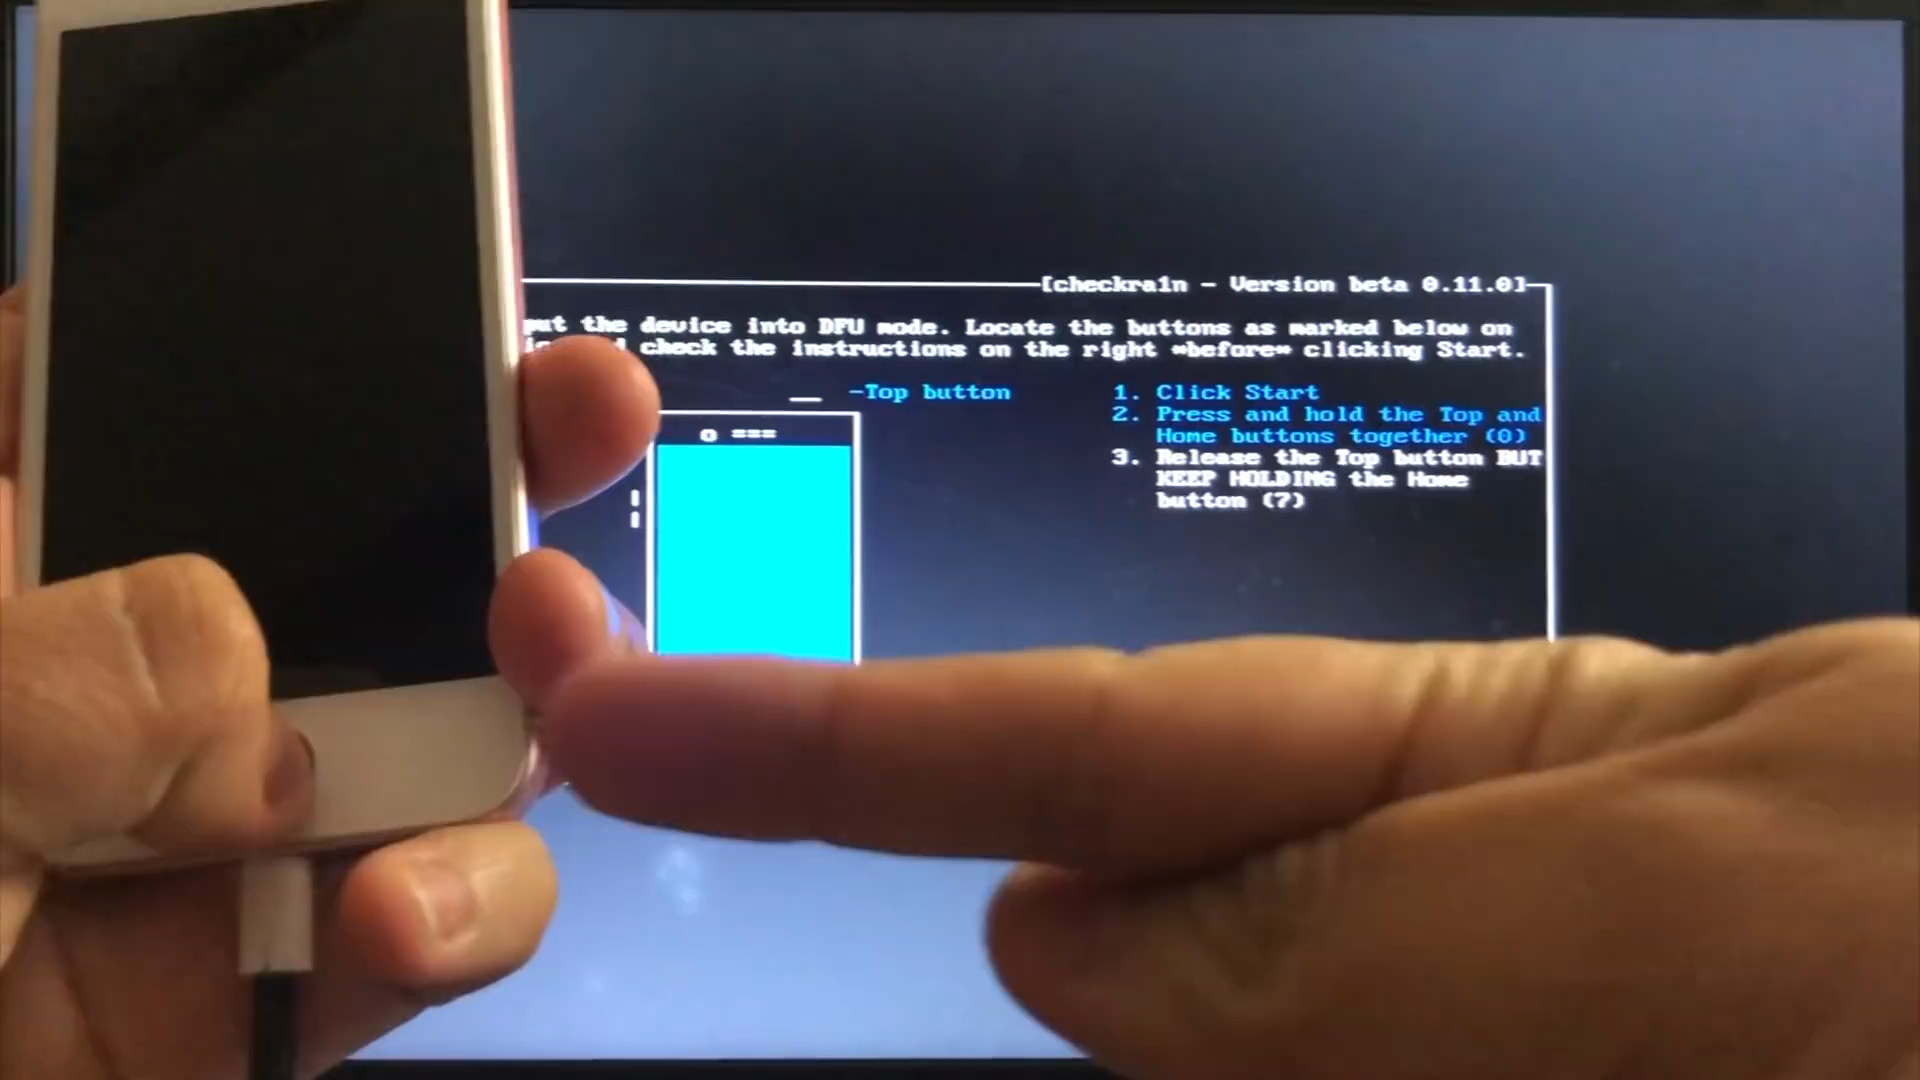 [checkra1n - Version beta 0.11.0]
put the device into DFU mode. Locate the buttons as marked below on
check the instructions on the right *before* clicking Start.
-Top button
O ===
1. Click Start
2. Press and hold the Top and
Home buttons together (0)
3. Release the Top button BUT
KEEP HOLDING the Home
button (7)